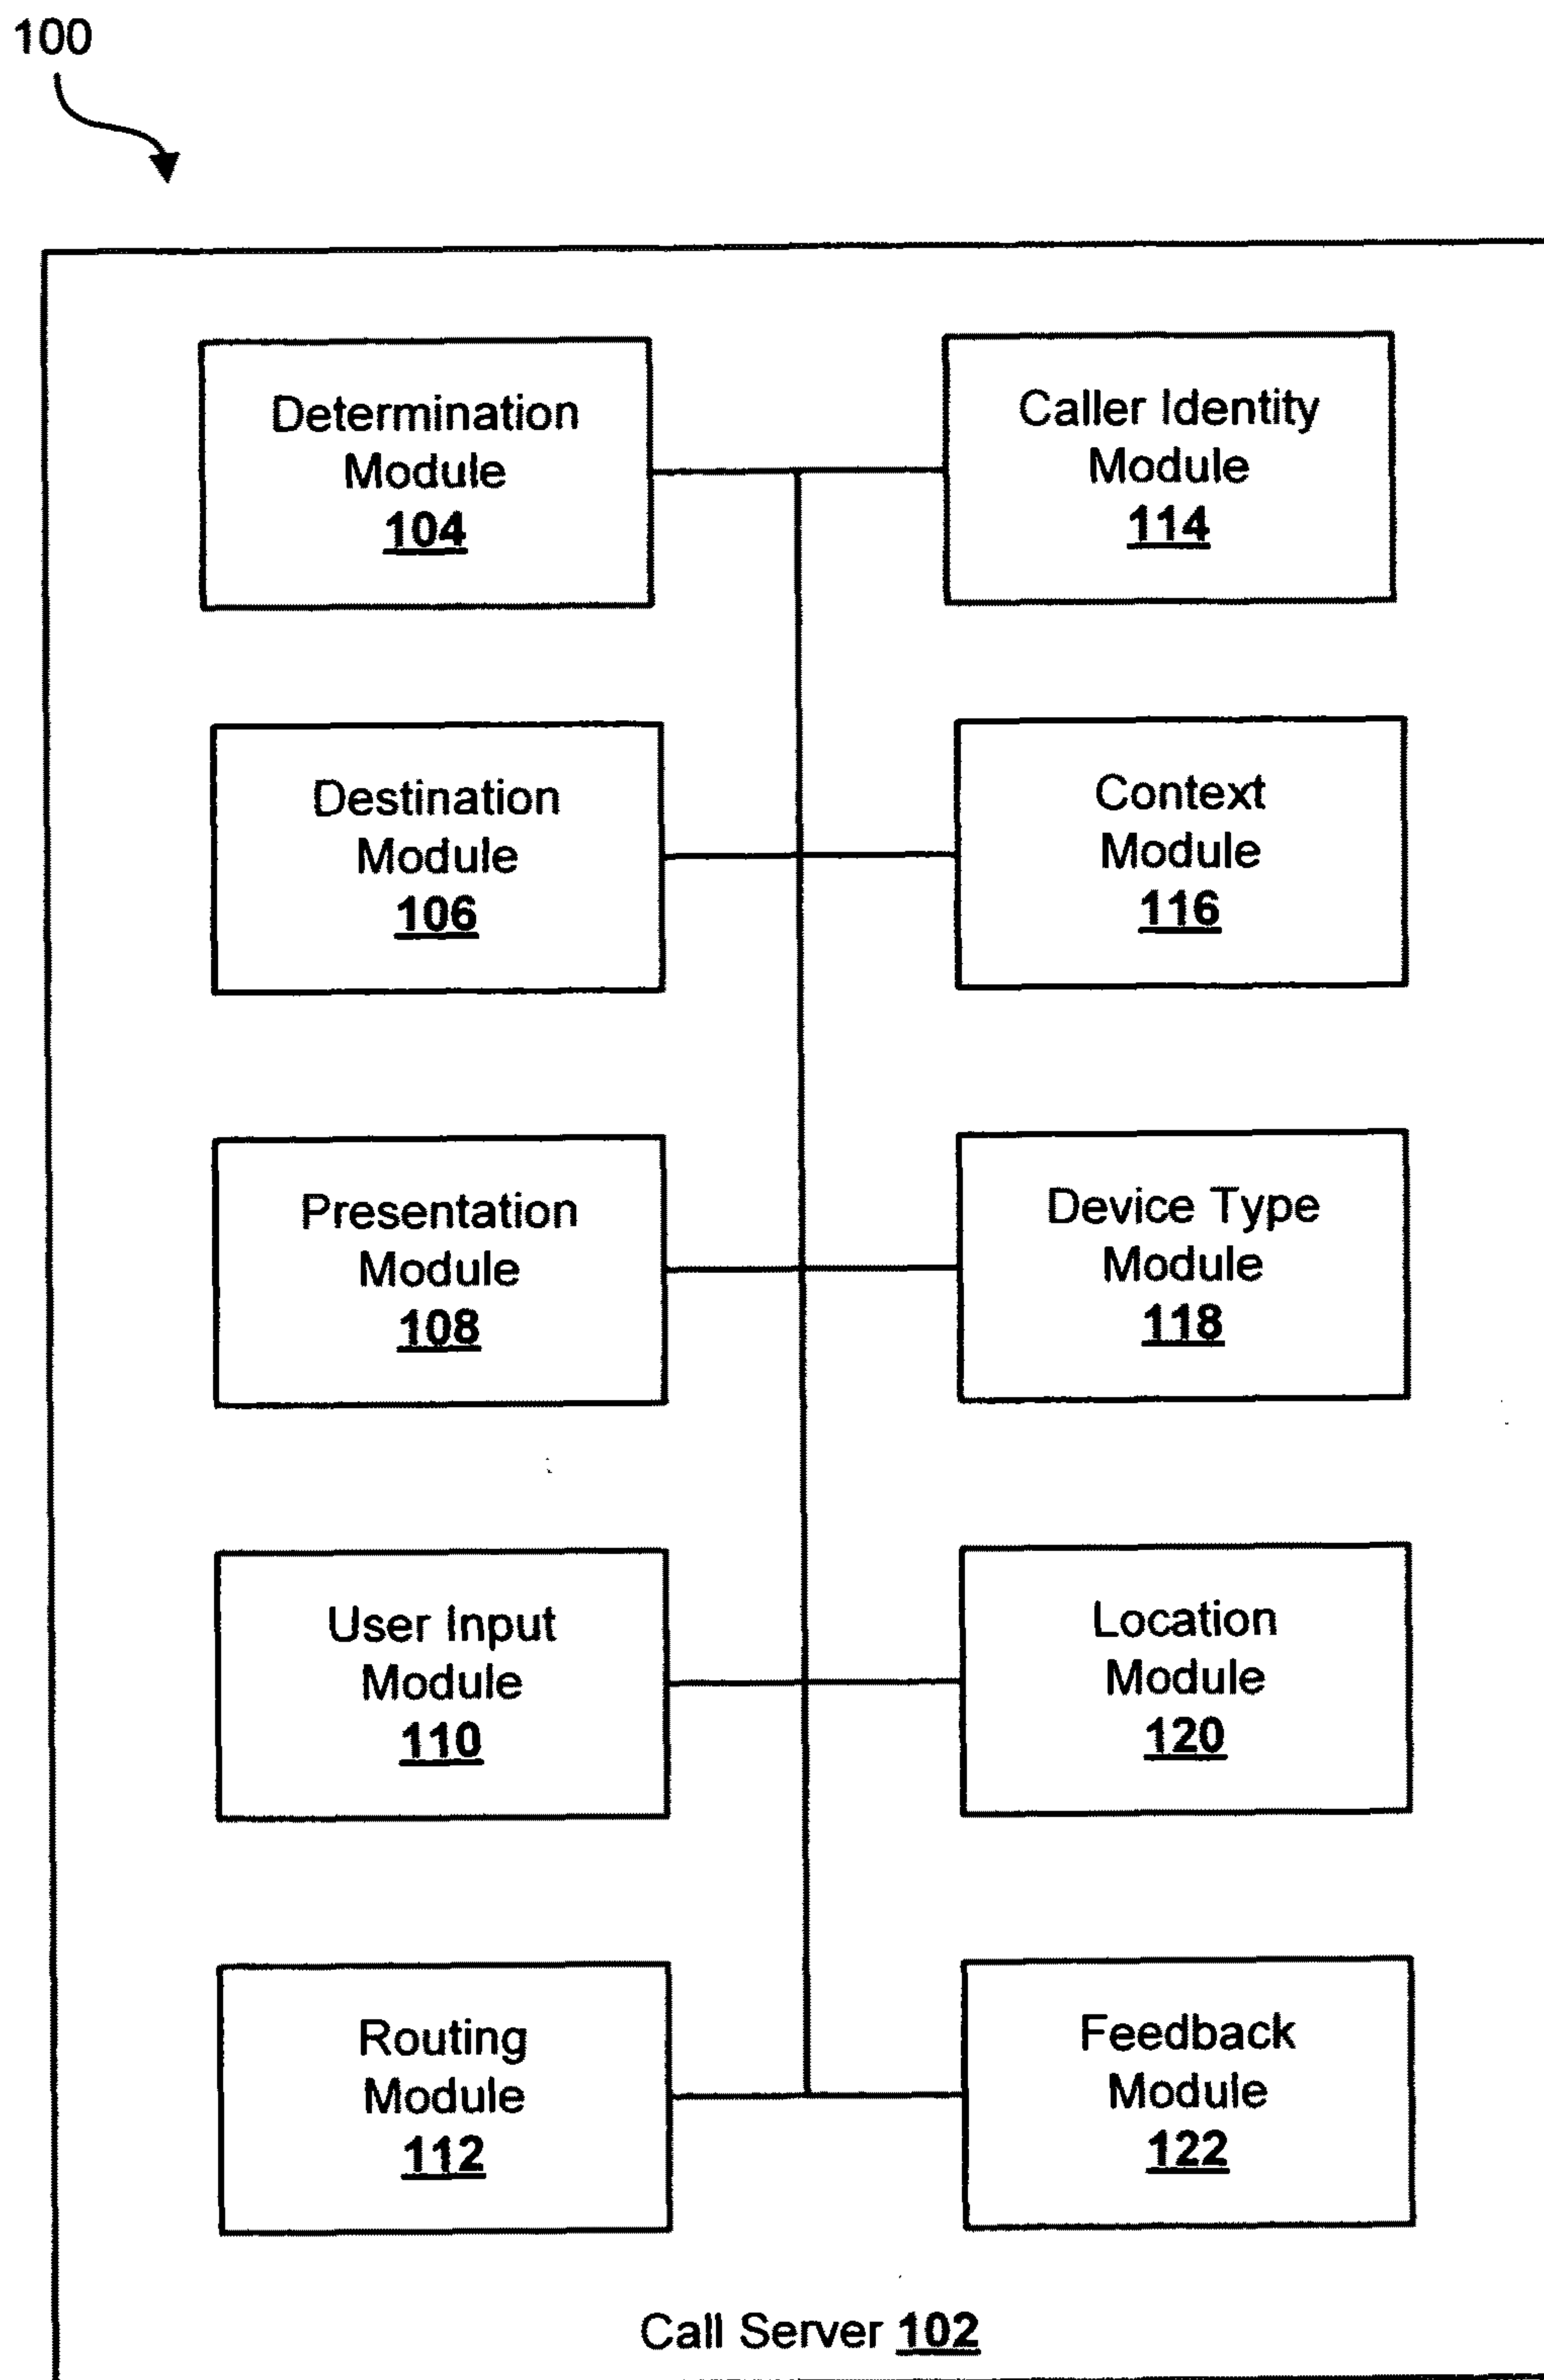 100
Determination
Module
104
Caller Identity
Module
114
Destination
Module
106
Context
Module
116
Presentation
Module
108
Device Type
Module
118
User Input
Module
110
Location
Module
120
Routing
Module
112
Feedback
Module
122
Call Server 102